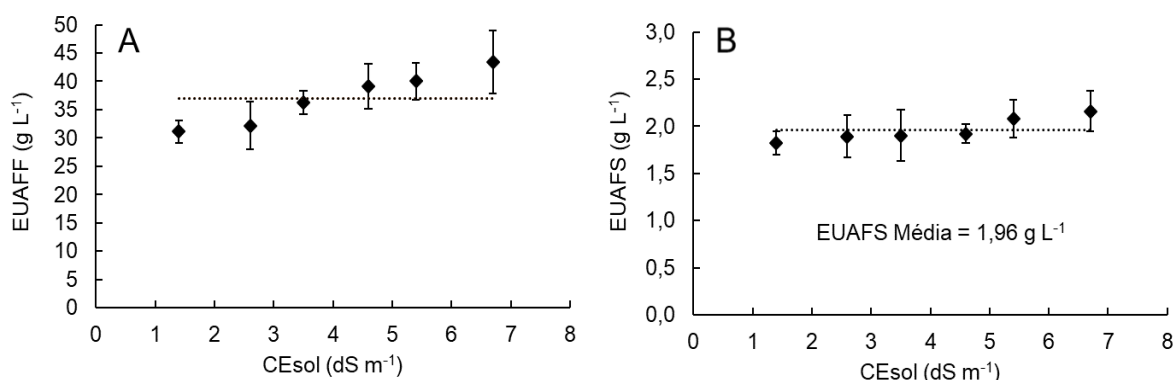 A
EUAFF (g L⁻¹)
50
45
40
35
30
25
20
15
10
5
0
0 1 2 3 4 5 6 7 8
CEsol (dS m⁻¹)
B
EUAFS (g L⁻¹)
3,0
2,5
2,0
1,5
1,0
0,5
0,0
EUAFS Média = 1,96 g L⁻¹
0 1 2 3 4 5 6 7 8
CEsol (dS m⁻¹)